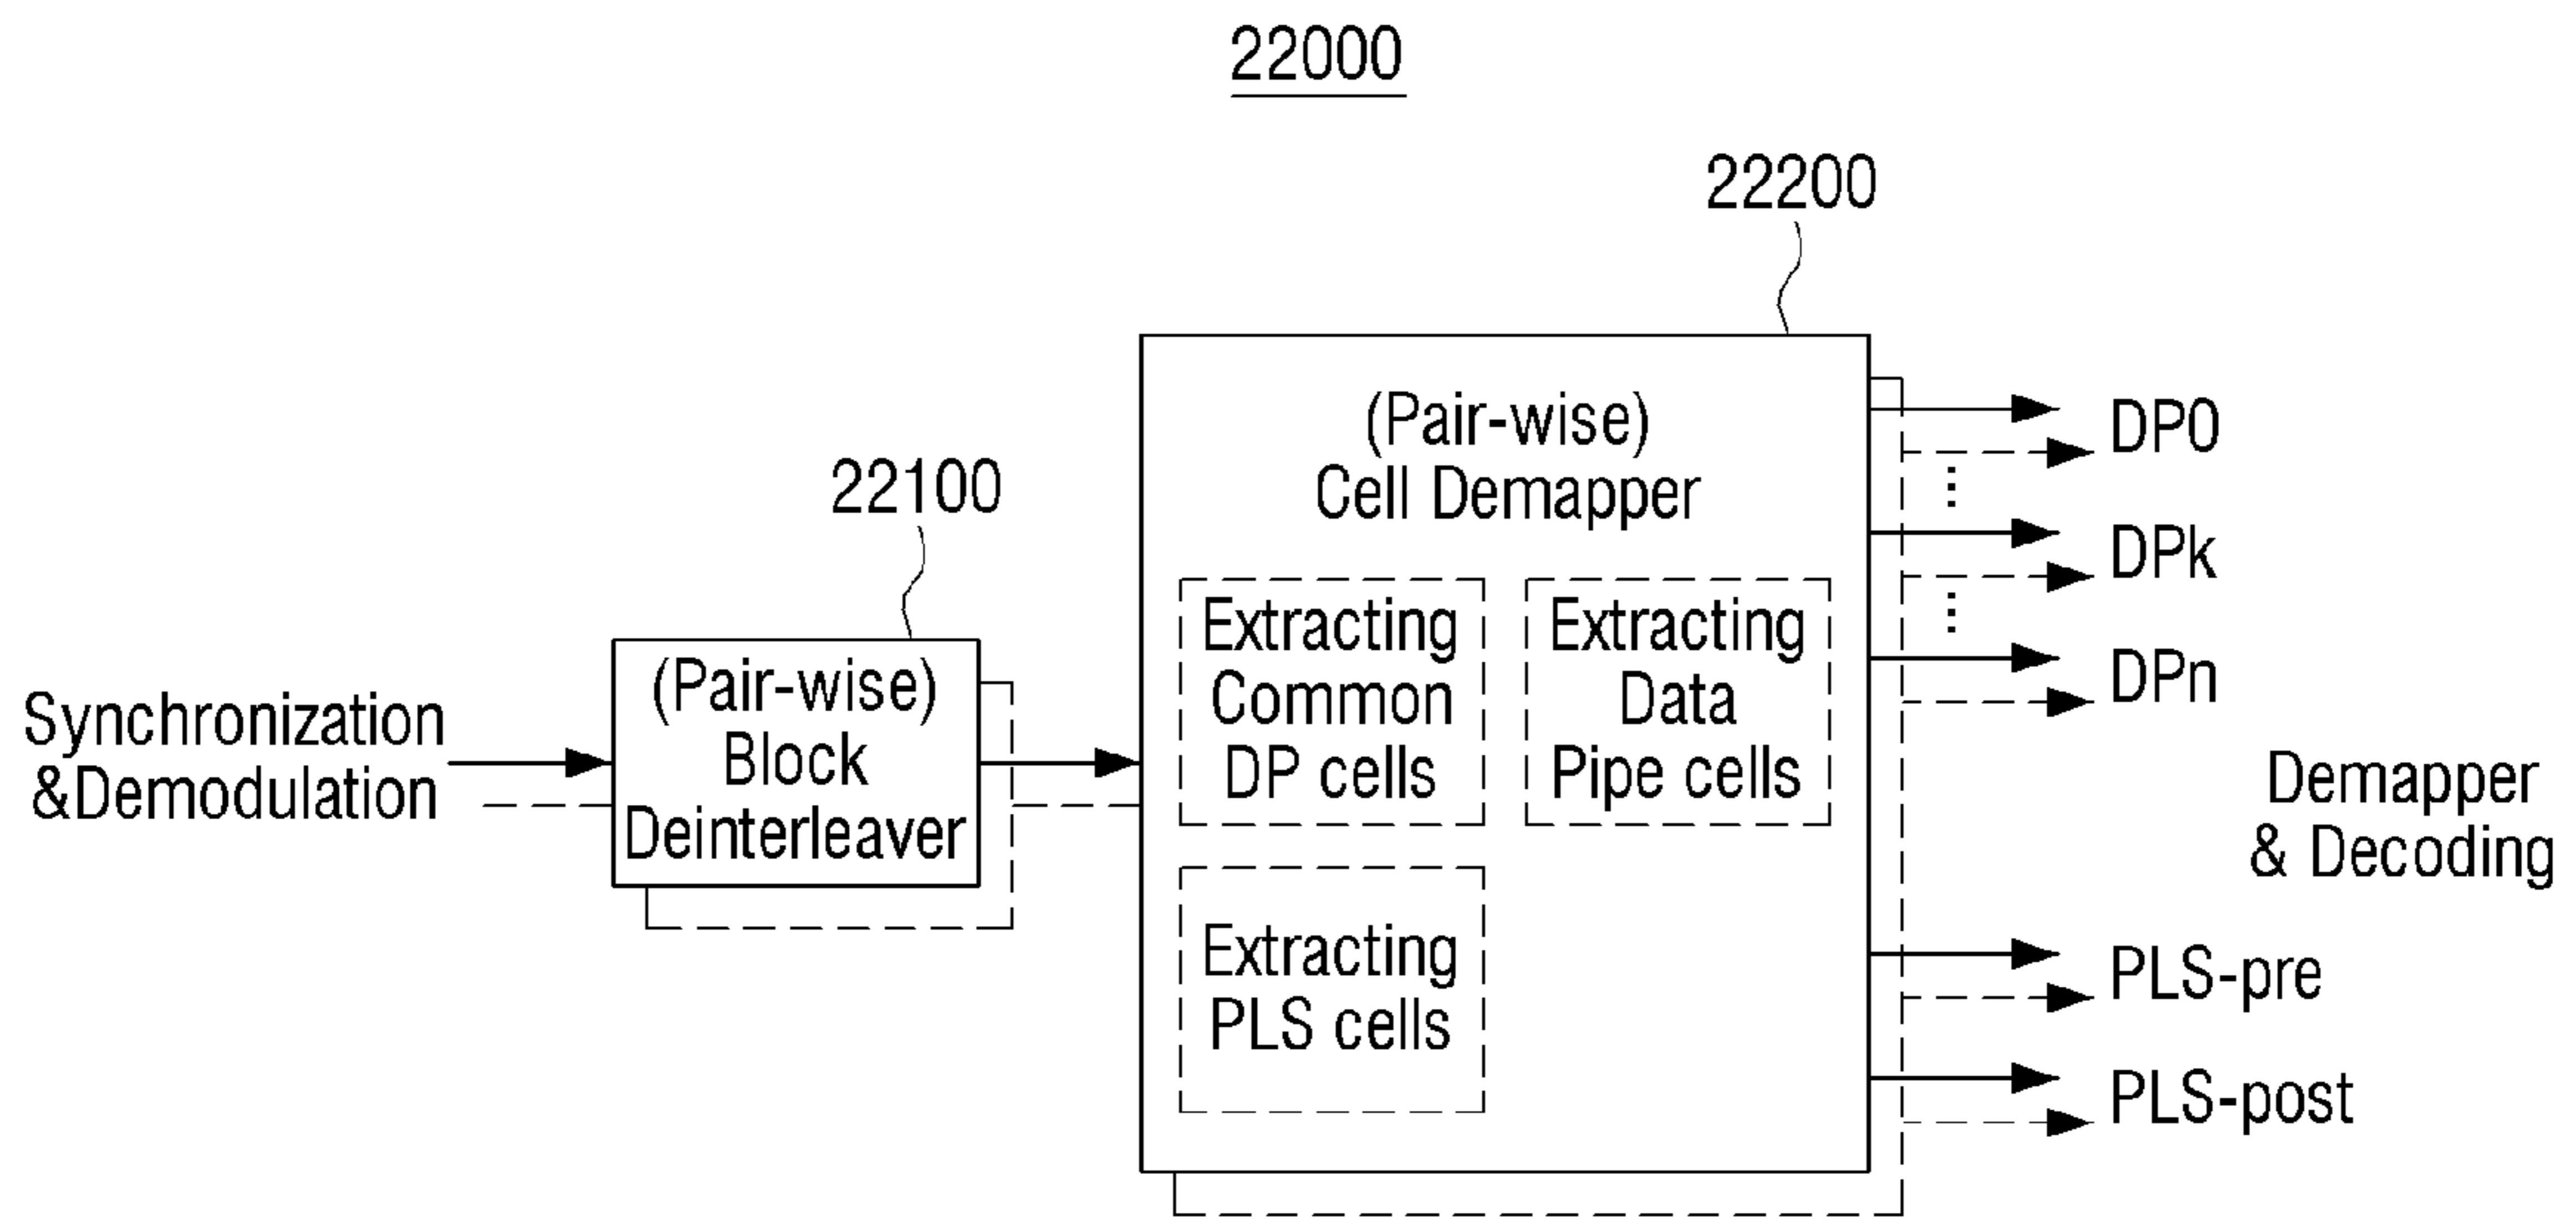 22000
22200
22100
Synchronization
&Demodulation
(Pair-wise)
Block
Deinterleaver
(Pair-wise)
Cell Demapper
Extracting
Common
DP cells
Extracting
Data
Pipe cells
Extracting
PLS cells
DP0
⋮
DPk
⋮
DPn
Demapper
& Decoding
PLS-pre
PLS-post